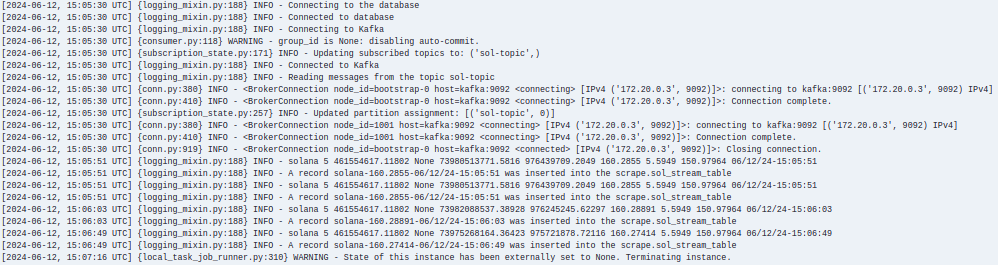 [2024-06-12, 15:05:30 UTC] {logging_mixin.py:188} INFO - Connecting to the database
[2024-06-12, 15:05:30 UTC] {logging_mixin.py:188} INFO - Connected to database
[2024-06-12, 15:05:30 UTC] {logging_mixin.py:188} INFO - Connecting to Kafka
[2024-06-12, 15:05:30 UTC] {consumer.py:118} WARNING - group_id is None: disabling auto-commit.
[2024-06-12, 15:05:30 UTC] {subscription_state.py:171} INFO - Updating subscribed topics to: ('sol-topic',)
[2024-06-12, 15:05:30 UTC] {logging_mixin.py:188} INFO - Connected to Kafka
[2024-06-12, 15:05:30 UTC] {logging_mixin.py:188} INFO - Reading messages from the topic sol-topic
[2024-06-12, 15:05:30 UTC] {conn.py:380} INFO - <BrokerConnection node_id=bootstrap-0 host=kafka:9092 <connecting> [IPv4 ('172.20.0.3', 9092)]>: connecting to kafka:9092 [('172.20.0.3', 9092) IPv4]
[2024-06-12, 15:05:30 UTC] {conn.py:410} INFO - <BrokerConnection node_id=bootstrap-0 host=kafka:9092 <connecting> [IPv4 ('172.20.0.3', 9092)]>: Connection complete.
[2024-06-12, 15:05:30 UTC] {subscription_state.py:257} INFO - Updated partition assignment: [('sol-topic', 0)]
[2024-06-12, 15:05:30 UTC] {conn.py:380} INFO - <BrokerConnection node_id=1001 host=kafka:9092 <connecting> [IPv4 ('172.20.0.3', 9092)]>: connecting to kafka:9092 [('172.20.0.3', 9092) IPv4]
[2024-06-12, 15:05:30 UTC] {conn.py:410} INFO - <BrokerConnection node_id=1001 host=kafka:9092 <connecting> [IPv4 ('172.20.0.3', 9092)]>: Connection complete.
[2024-06-12, 15:05:30 UTC] {conn.py:919} INFO - <BrokerConnection node_id=bootstrap-0 host=kafka:9092 <connected> [IPv4 ('172.20.0.3', 9092)]>: Closing connection.
[2024-06-12, 15:05:51 UTC] {logging_mixin.py:188} INFO - solana 5 461554617.11802 None 73980513771.5816 976439709.2049 160.2855 5.5949 150.97964 06/12/24-15:05:51
[2024-06-12, 15:05:51 UTC] {logging_mixin.py:188} INFO - A record solana-160.2855-06/12/24-15:05:51 was inserted into the scrape.sol_stream_table
[2024-06-12, 15:05:51 UTC] {logging_mixin.py:188} INFO - solana 5 461554617.11802 None 73980513771.5816 976439709.2049 160.2855 5.5949 150.97964 06/12/24-15:05:51
[2024-06-12, 15:05:51 UTC] {logging_mixin.py:188} INFO - A record solana-160.2855-06/12/24-15:05:51 was inserted into the scrape.sol_stream_table
[2024-06-12, 15:06:03 UTC] {logging_mixin.py:188} INFO - solana 5 461554617.11802 None 73982088537.38928 976245245.62297 160.28891 5.5949 150.97964 06/12/24-15:06:03
[2024-06-12, 15:06:03 UTC] {logging_mixin.py:188} INFO - A record solana-160.28891-06/12/24-15:06:03 was inserted into the scrape.sol_stream_table
[2024-06-12, 15:06:49 UTC] {logging_mixin.py:188} INFO - solana 5 461554617.11802 None 73975268164.36423 975721878.72116 160.27414 5.5949 150.97964 06/12/24-15:06:49
[2024-06-12, 15:06:49 UTC] {logging_mixin.py:188} INFO - A record solana-160.27414-06/12/24-15:06:49 was inserted into the scrape.sol_stream_table
[2024-06-12, 15:07:16 UTC] {local_task_job_runner.py:310} WARNING - State of this instance has been externally set to None. Terminating instance.